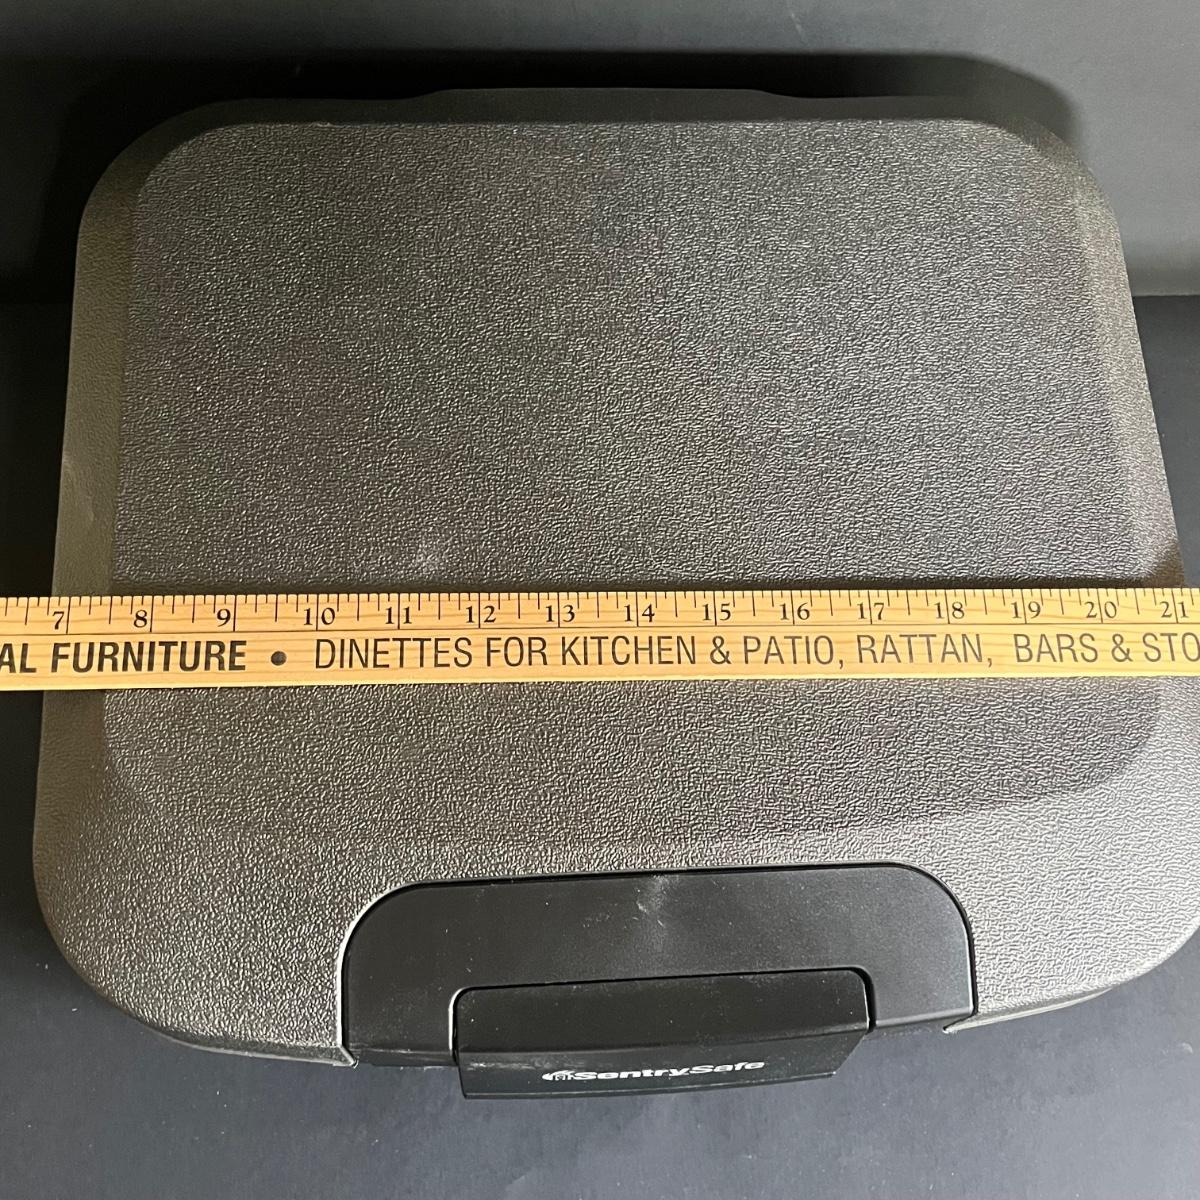 7 8 9 10 11 12 13 14 15 16 17 18 19 20 21
AL FURNITURE • DINETTES FOR KITCHEN & PATIO, RATTAN, BARS & STO
SentrySafe